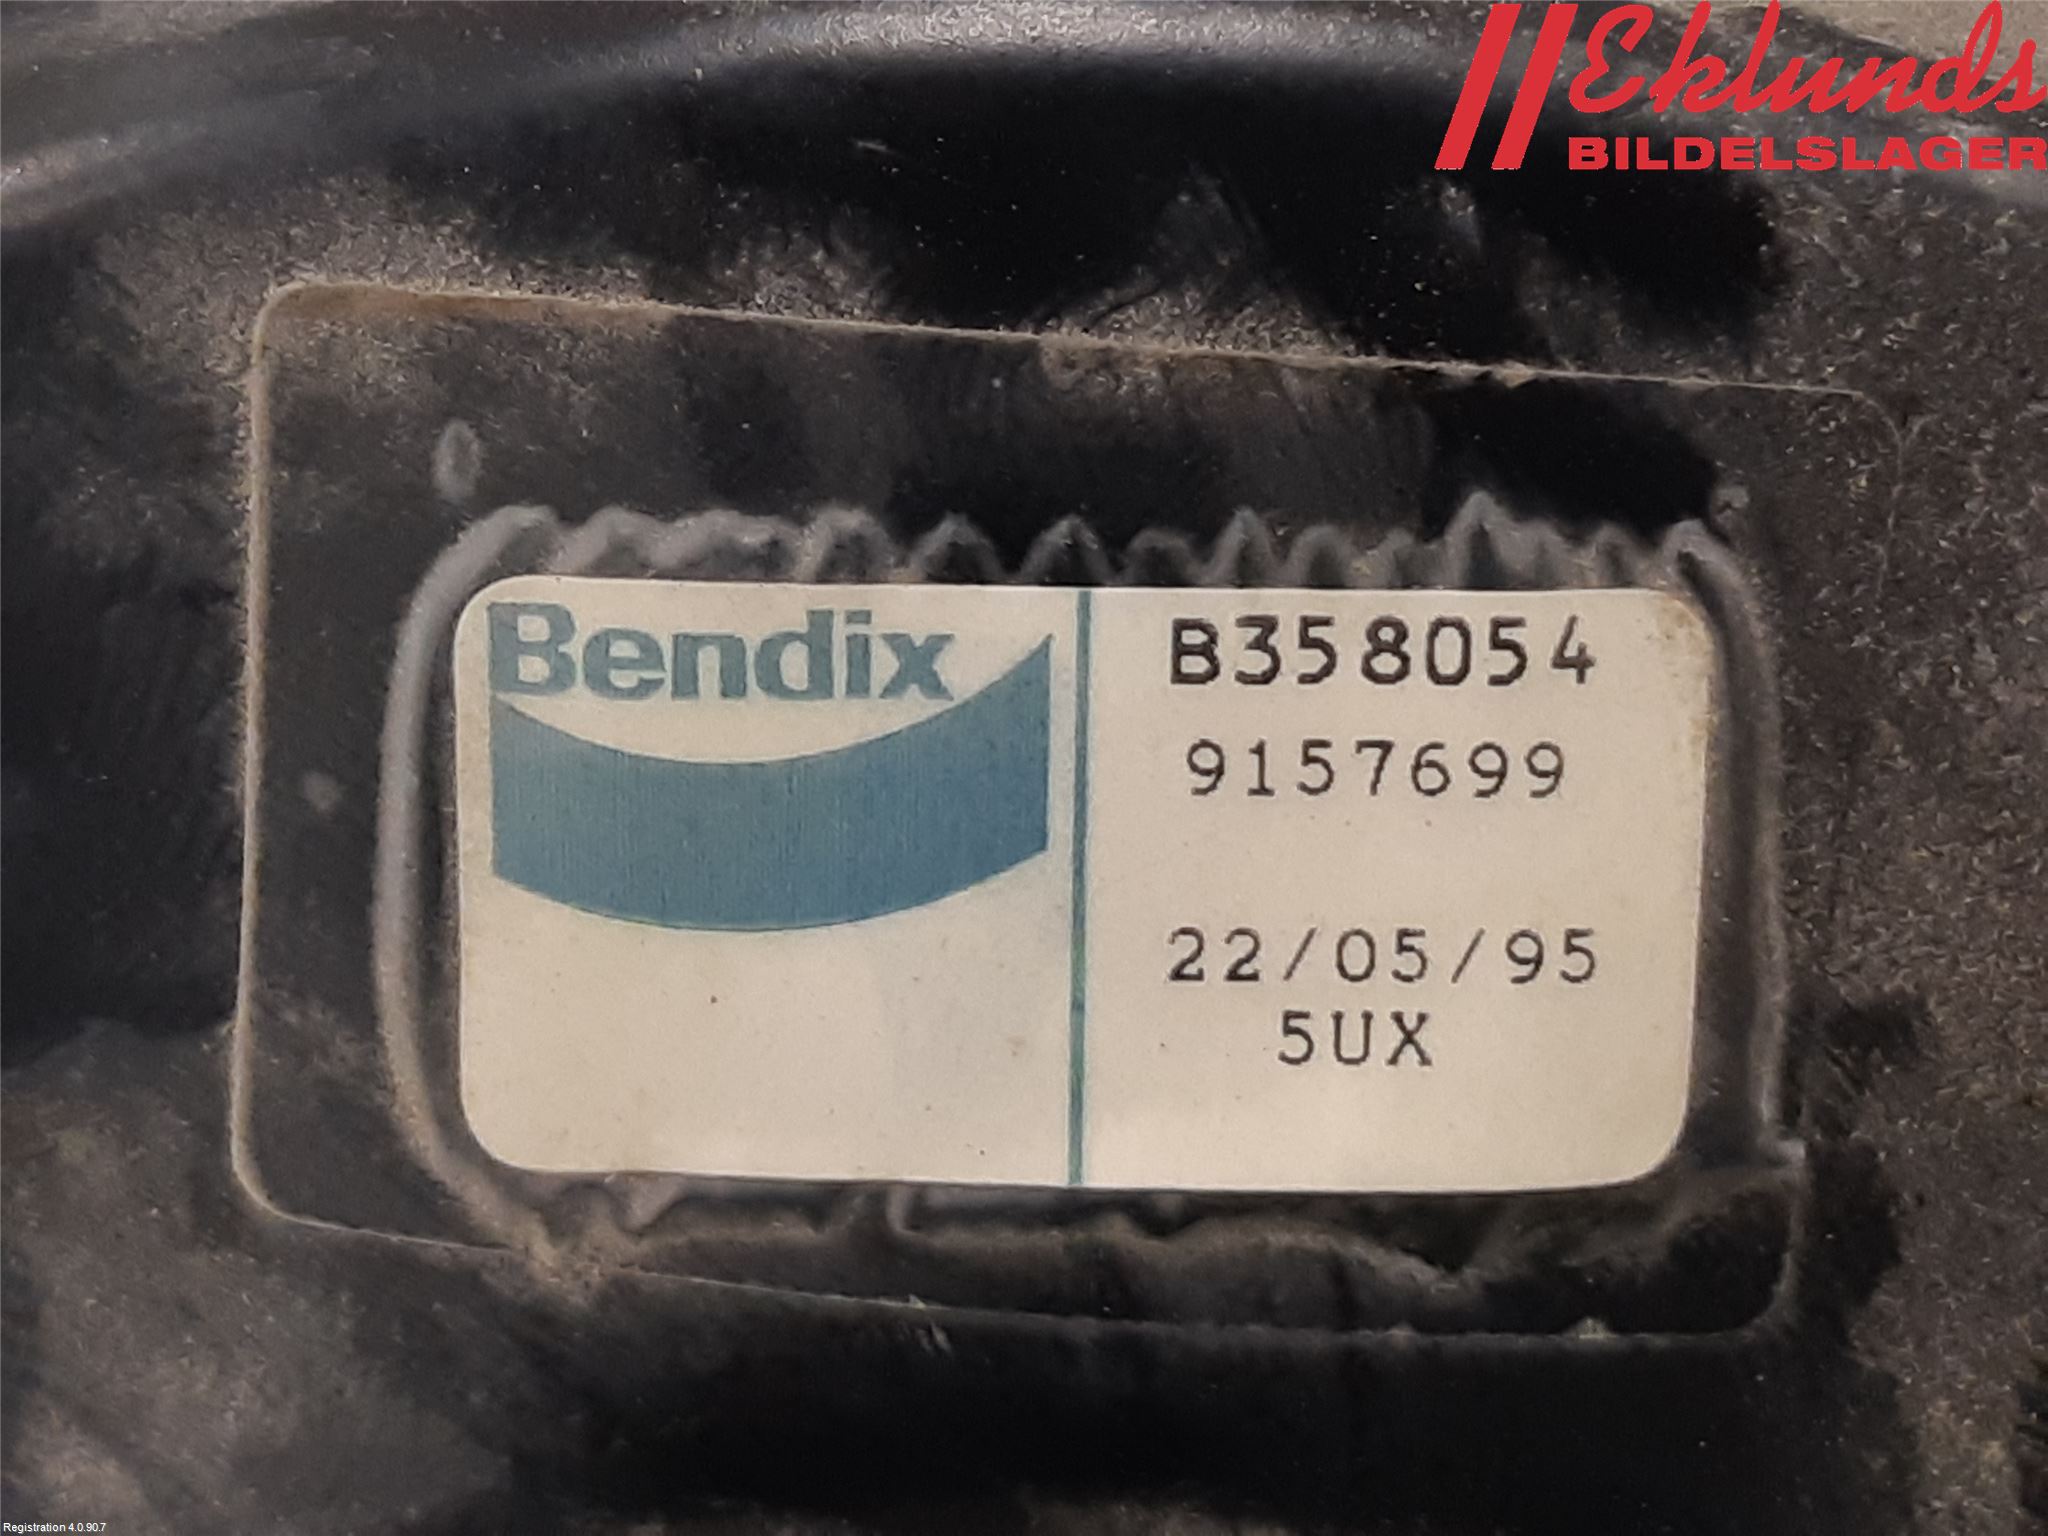 Eklunds
BILDELSLAGER
Bendix
B358054
9157699
22/05/95
5UX
Registration 4.0.90.7